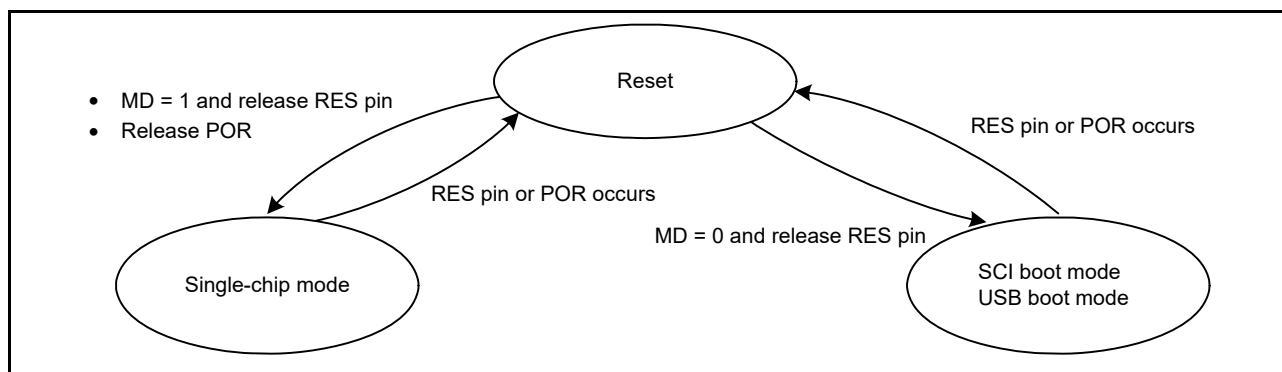 Reset
• MD = 1 and release RES pin
• Release POR
RES pin or POR occurs
RES pin or POR occurs
MD = 0 and release RES pin
Single-chip mode
SCI boot mode
USB boot mode